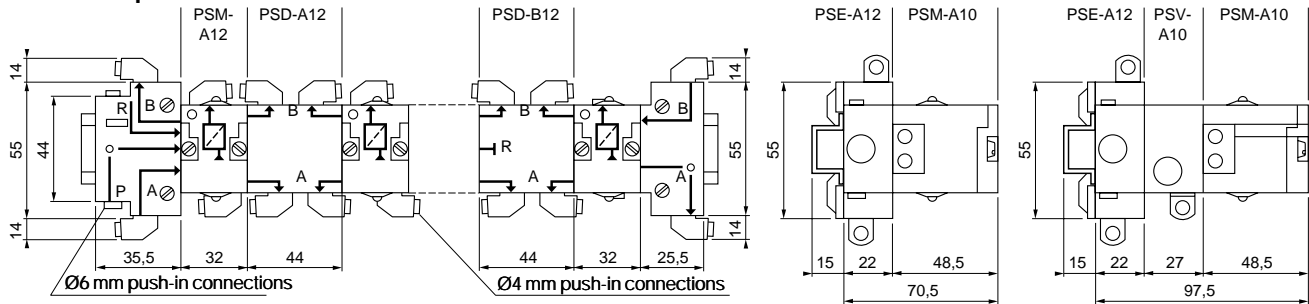 PSM-
A12
PSD-A12
PSD-B12
PSE-A12
PSM-A10
PSE-A12
PSV-
A10
PSM-A10
14
14
B
R
B
B
B
55
44
R
55
55
55
P
A
A
A
A
14
14
35,5
32
44
44
32
25,5
15
22
48,5
15
22
27
48,5
70,5
97,5
Ø6 mm push-in connections
Ø4 mm push-in connections